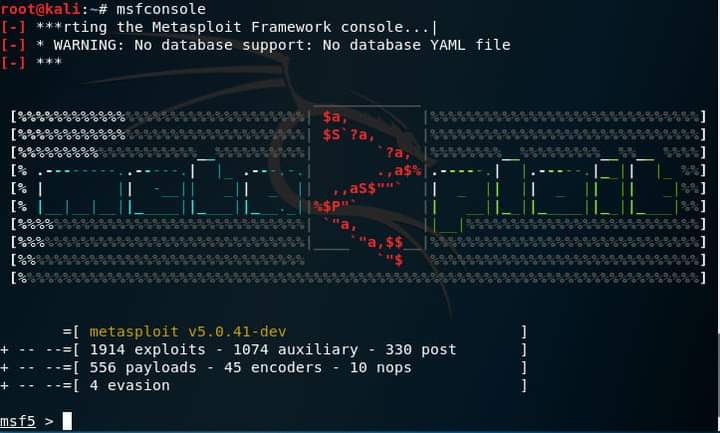 root@kali:~# msfconsole
[-] ***rting the Metasploit Framework console...|
[-] * WARNING: No database support: No database YAML file
[-] ***
metasploit
=[ metasploit v5.0.41-dev ]
+ -- --=[ 1914 exploits - 1074 auxiliary - 330 post ]
+ -- --=[ 556 payloads - 45 encoders - 10 nops ]
+ -- --=[ 4 evasion ]
msf5 >